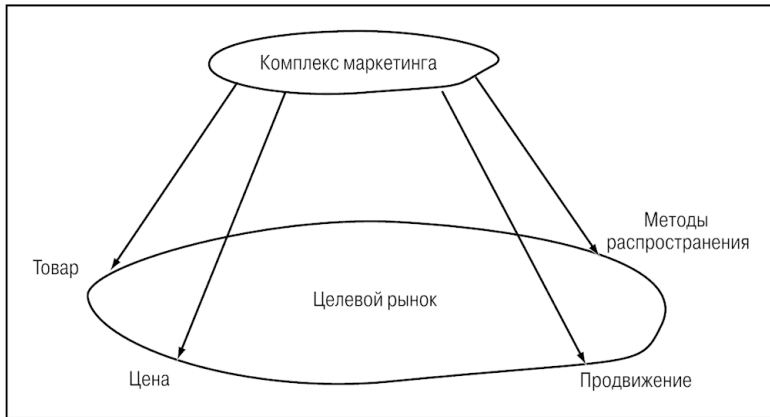 Комплекс маркетинга
Методы
распространения
Товар
Целевой рынок
Цена
Продвижение